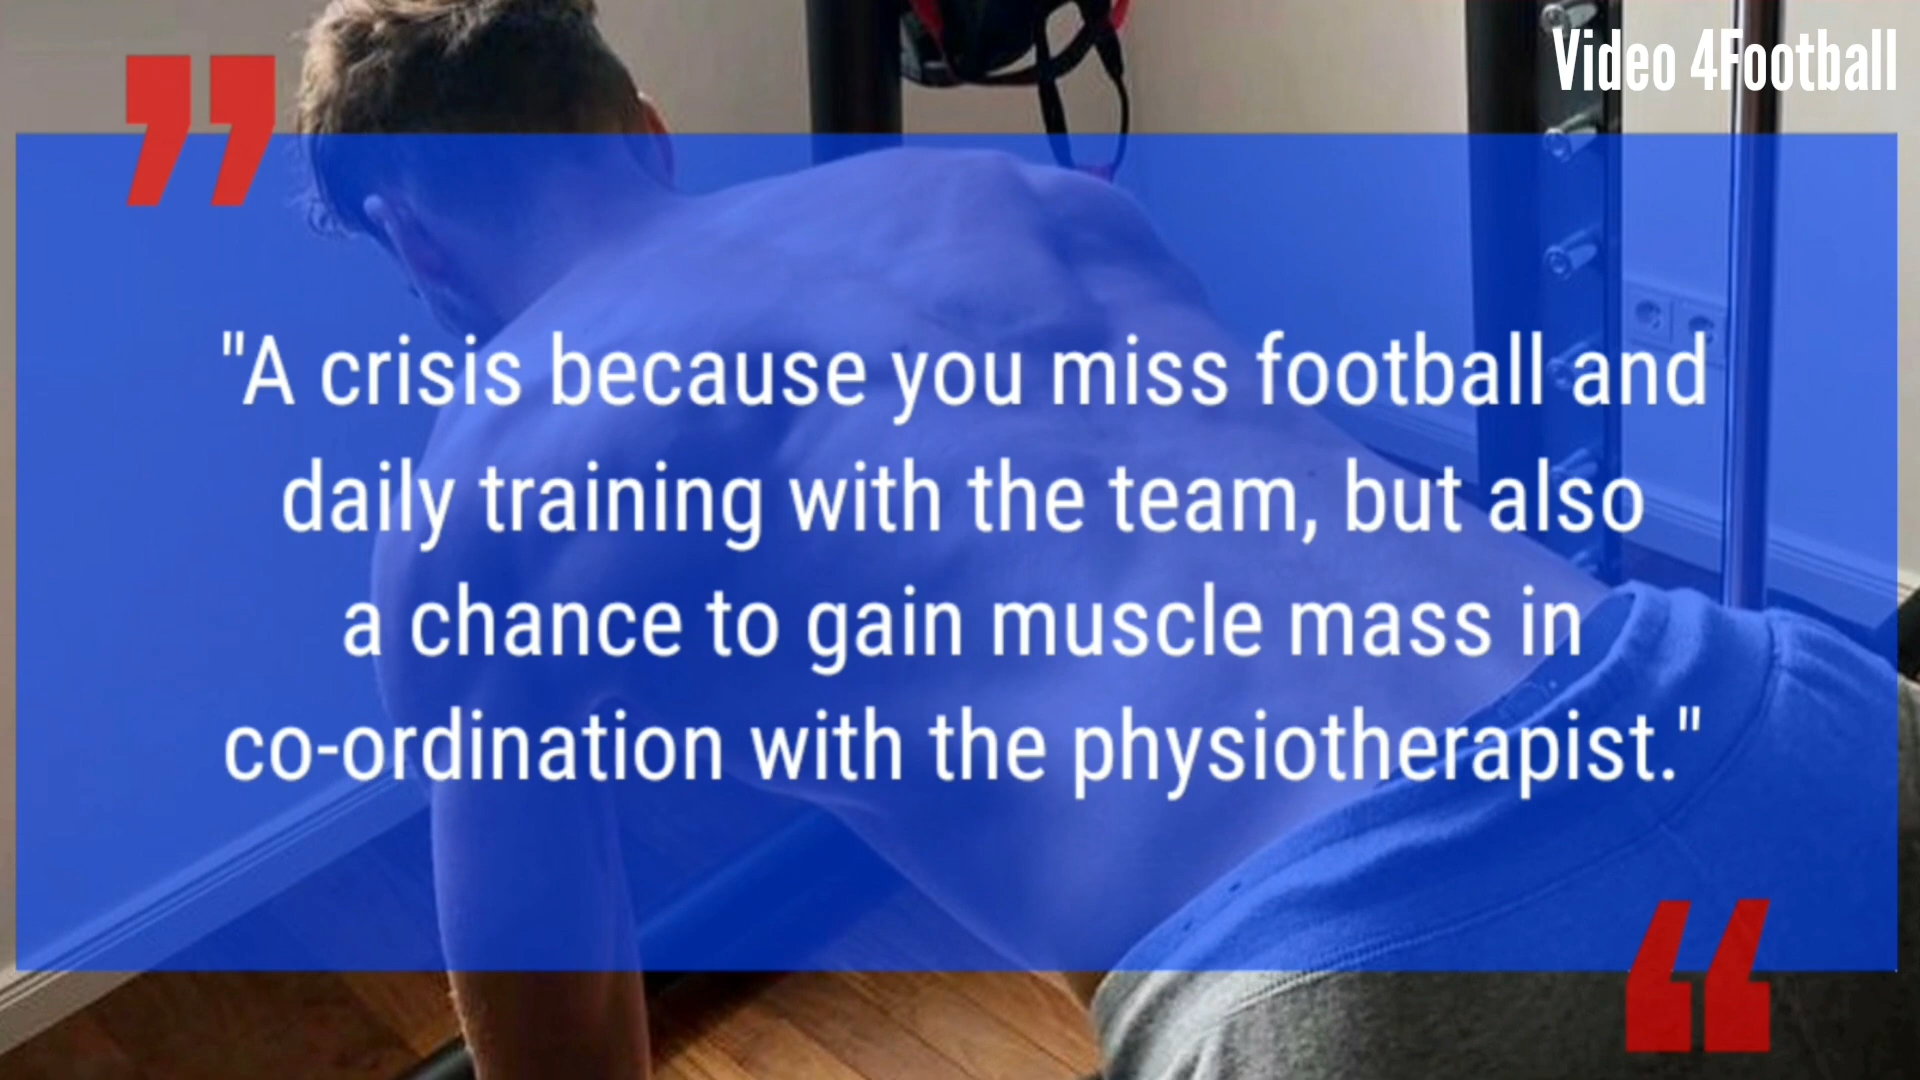 Video 4Football
"A crisis because you miss football and
daily training with the team, but also
a chance to gain muscle mass in
co-ordination with the physiotherapist."